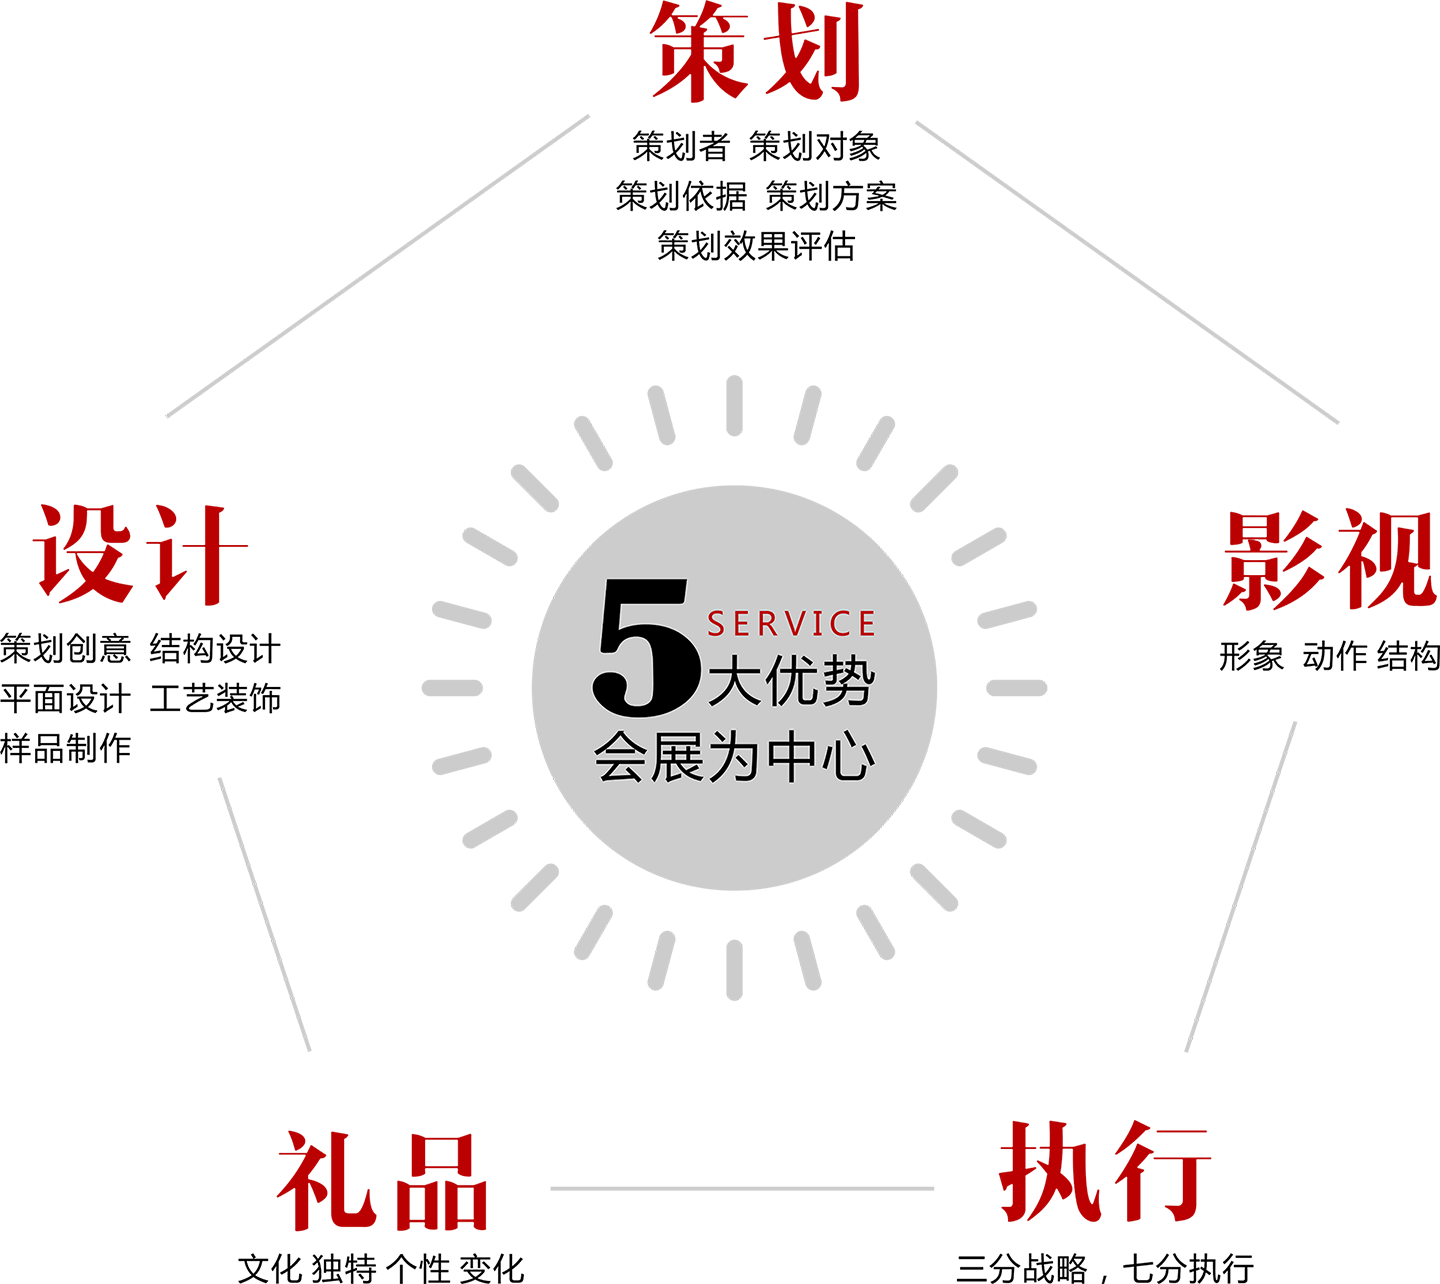 策划
策划者 策划对象
策划依据 策划方案
策划效果评估
设计
策划创意 结构设计
平面设计 工艺装饰
样品制作
5
SERVICE
大优势
会展为中心
影视
形象 动作 结构
礼品
文化 独特 个性 变化
执行
三分战略，七分执行